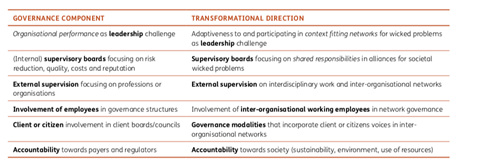 GOVERNANCE COMPONENT
TRANSFORMATIONAL DIRECTION
Organisational performance as leadership challenge
Adaptiveness to and participating in context fitting networks for wicked problems
as leadership challenge
(Internal) supervisory boards focusing on risk
reduction, quality, costs and reputation
Supervisory boards focusing on shared responsibilities in alliances for societal
wicked problems
External supervision focusing on professions or
organisations
External supervision on interdisciplinary work and inter-organisational networks
Involvement of employees in governance structures
Involvement of inter-organisational working employees in network governance
Client or citizen involvement in client boards/councils
Governance modalities that incorporate client or citizens voices in inter-
organisational networks
Accountability towards payers and regulators
Accountability towards society (sustainability, environment, use of resources)